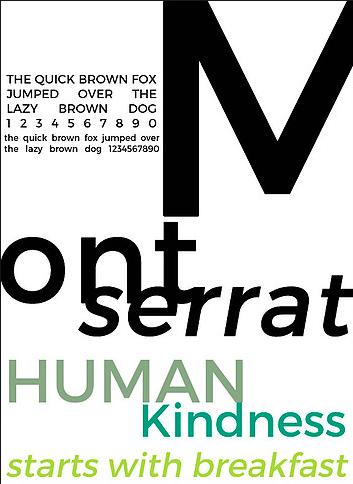 THE QUICK BROWN FOX
JUMPED OVER THE
LAZY BROWN DOG
1 2 3 4 5 6 7 8 9 0
the quick brown fox jumped over
the lazy brown dog 1234567890
M
ont
serrat
HUMAN
Kindness
starts with breakfast